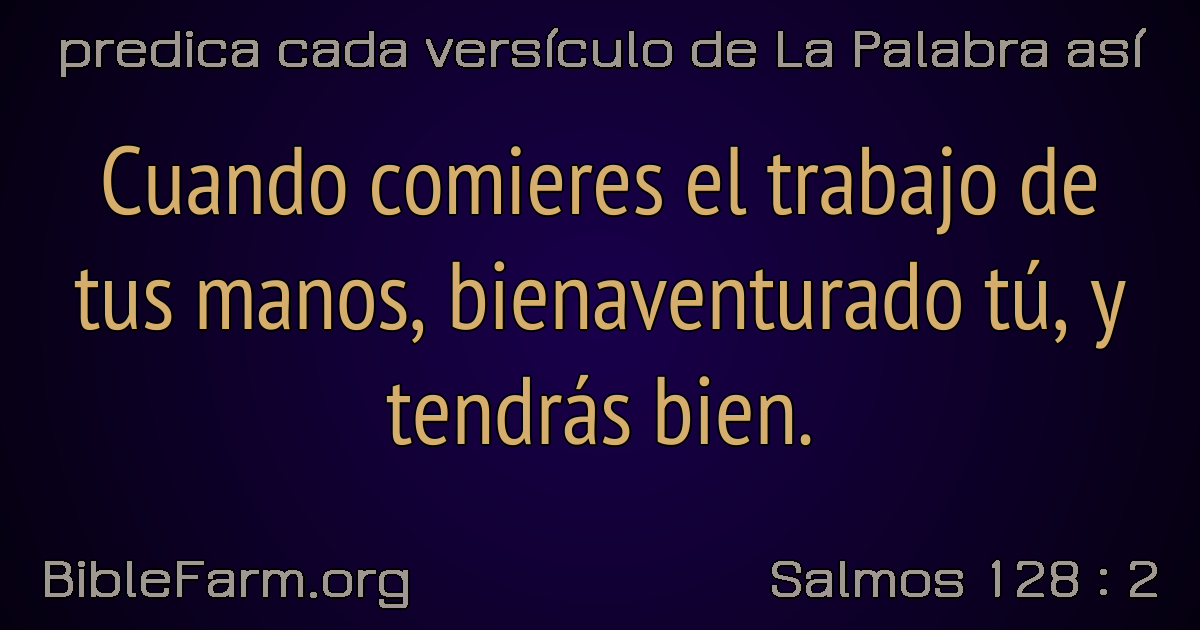 predica cada versículo de La Palabra así
Cuando comieres el trabajo de
tus manos, bienaventurado tú, y
tendrás bien.
BibleFarm.org
Salmos 128 : 2